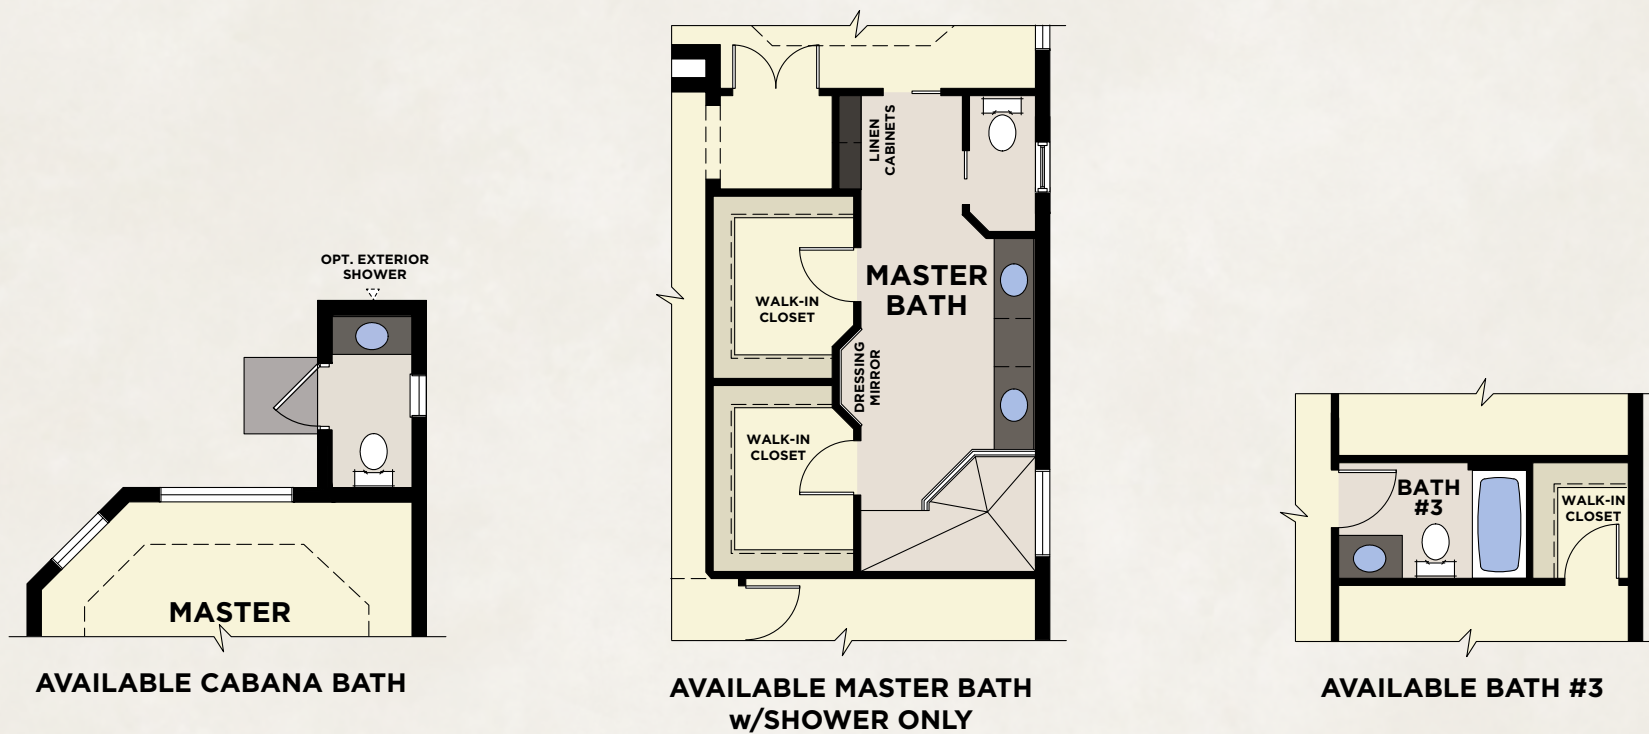 OPT. EXTERIOR
SHOWER
MASTER
AVAILABLE CABANA BATH
LINEN
CABINETS
MASTER
BATH
WALK-IN
CLOSET
DRESSING
MIRROR
WALK-IN
CLOSET
AVAILABLE MASTER BATH
w/SHOWER ONLY
BATH
#3
WALK-IN
CLOSET
AVAILABLE BATH #3